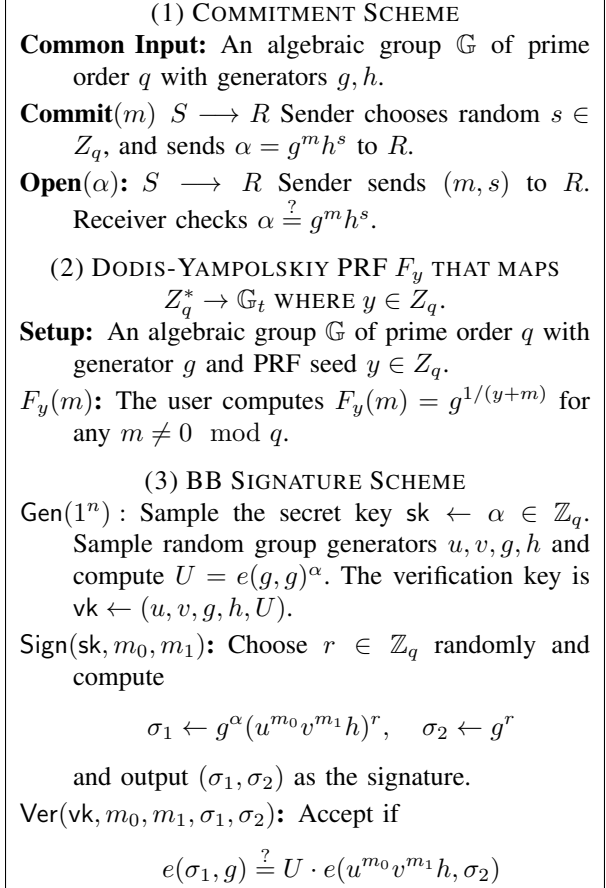 (1) COMMITMENT SCHEME
Common Input: An algebraic group 𝔾 of prime
order q with generators g, h.
Commit(m) S ⟶ R Sender chooses random s ∈
Z_q, and sends α = g^m h^s to R.
Open(α): S ⟶ R Sender sends (m, s) to R.
Receiver checks α ≟ g^m h^s.
(2) DODIS-YAMPOLSKIY PRF F_y THAT MAPS
Z_q^* → 𝔾_t WHERE y ∈ Z_q.
Setup: An algebraic group 𝔾 of prime order q with
generator g and PRF seed y ∈ Z_q.
F_y(m): The user computes F_y(m) = g^{1/(y+m)} for
any m ≠ 0 mod q.
(3) BB SIGNATURE SCHEME
Gen(1^n) : Sample the secret key sk ← α ∈ ℤ_q.
Sample random group generators u, v, g, h and
compute U = e(g, g)^α. The verification key is
vk ← (u, v, g, h, U).
Sign(sk, m_0, m_1): Choose r ∈ ℤ_q randomly and
compute
σ_1 ← g^α(u^{m_0} v^{m_1} h)^r, σ_2 ← g^r
and output (σ_1, σ_2) as the signature.
Ver(vk, m_0, m_1, σ_1, σ_2): Accept if
e(σ_1, g) ≟ U · e(u^{m_0} v^{m_1} h, σ_2)